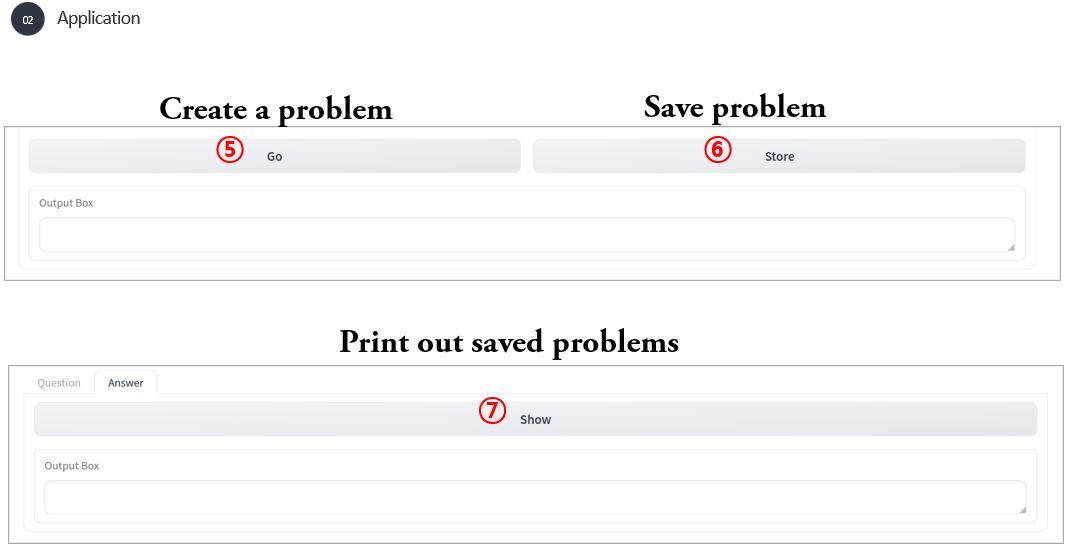 02 Application
Create a problem Save problem
⑤ Go ⑥ Store
Output Box
Print out saved problems
Question Answer
⑦ Show
Output Box